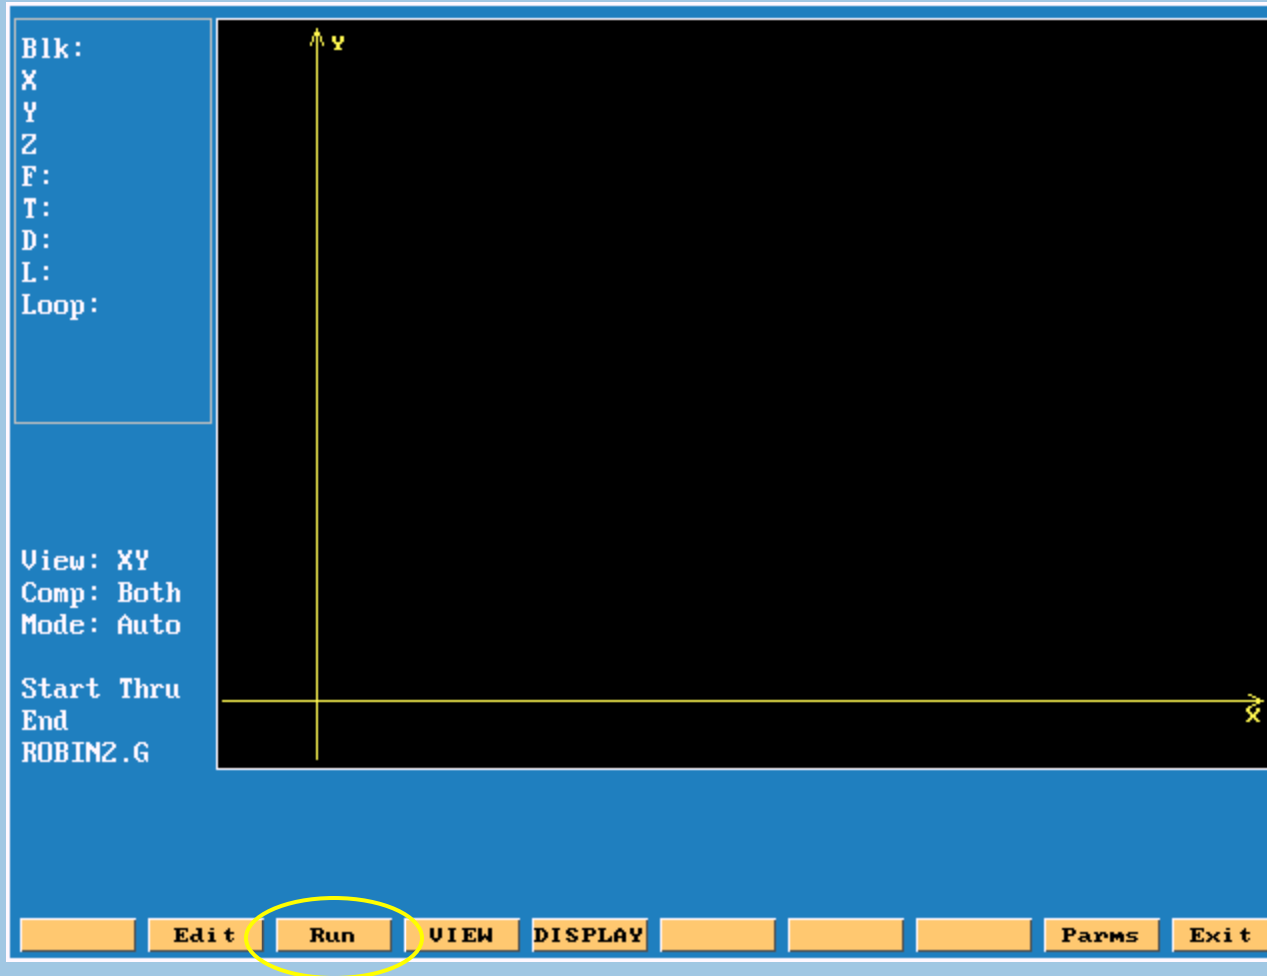 Blk:
X
Y
Z
F:
T:
D:
L:
Loop:
View: XY
Comp: Both
Mode: Auto
Start Thru
End
ROBIN2.G
Y
X
Edit Run VIEW DISPLAY Parms Exit